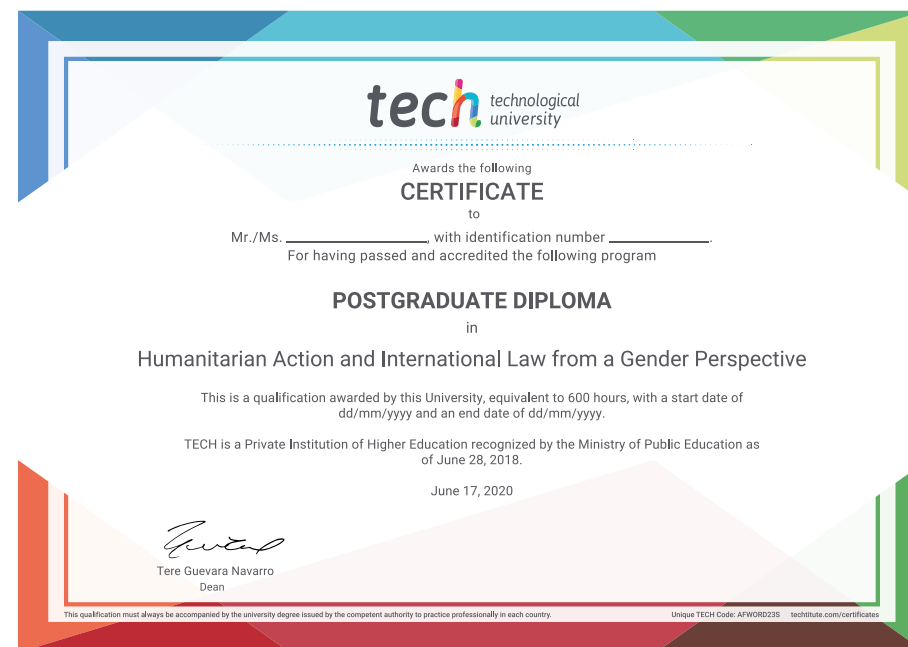 tech technological
university
Awards the following
CERTIFICATE
to
Mr./Ms. ____________, with identification number ____________.
For having passed and accredited the following program
POSTGRADUATE DIPLOMA
in
Humanitarian Action and International Law from a Gender Perspective
This is a qualification awarded by this University, equivalent to 600 hours, with a start date of
dd/mm/yyyy and an end date of dd/mm/yyyy.
TECH is a Private Institution of Higher Education recognized by the Ministry of Public Education as
of June 28, 2018.
June 17, 2020
Tere Guevara Navarro
Dean
This qualification must always be accompanied by the university degree issued by the competent authority to practice professionally in each country. Unique TECH Code: AFWORD23S techtitute.com/certificates